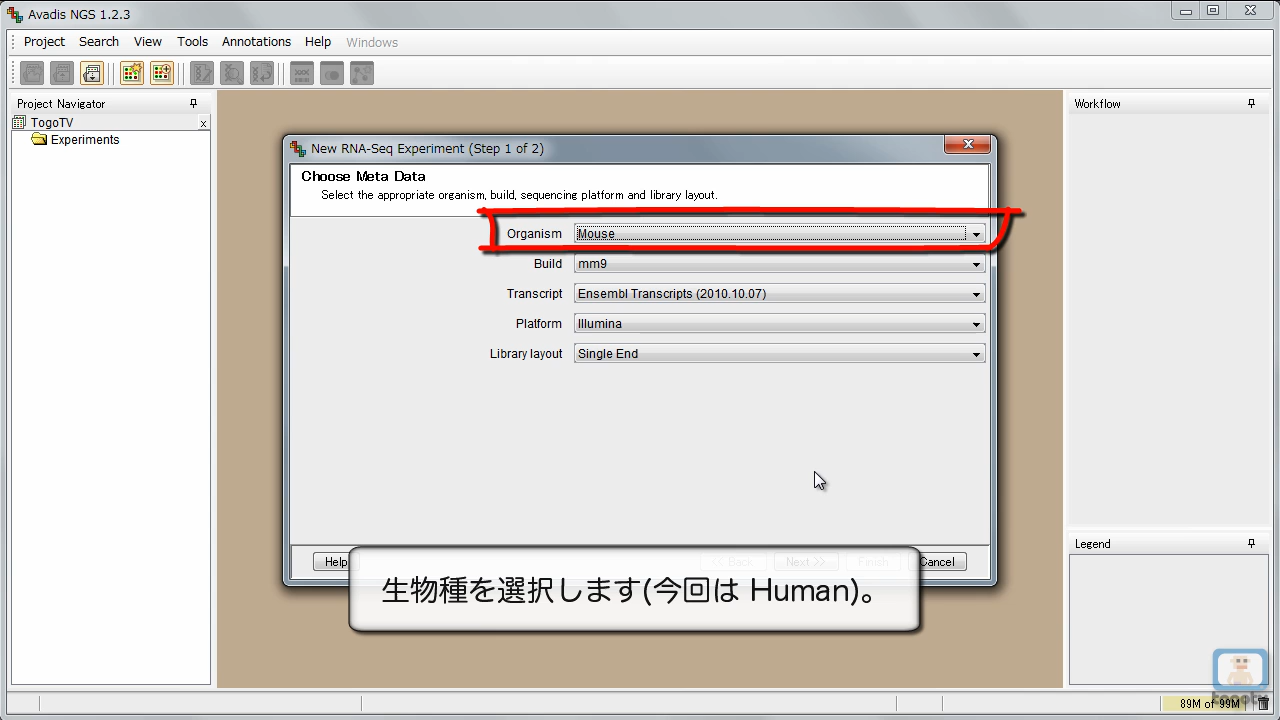 Avadis NGS 1.2.3
Project Search View Tools Annotations Help Windows
Project Navigator
TogoTV
Experiments
New RNA-Seq Experiment (Step 1 of 2)
Choose Meta Data
Select the appropriate organism, build, sequencing platform and library layout.
Organism Mouse
Build mm9
Transcript Ensembl Transcripts (2010.10.07)
Platform Illumina
Library layout Single End
Help << Back Next >> Finish Cancel
生物種を選択します(今回は Human)。
Workflow
Legend
togotv
89M of 99M